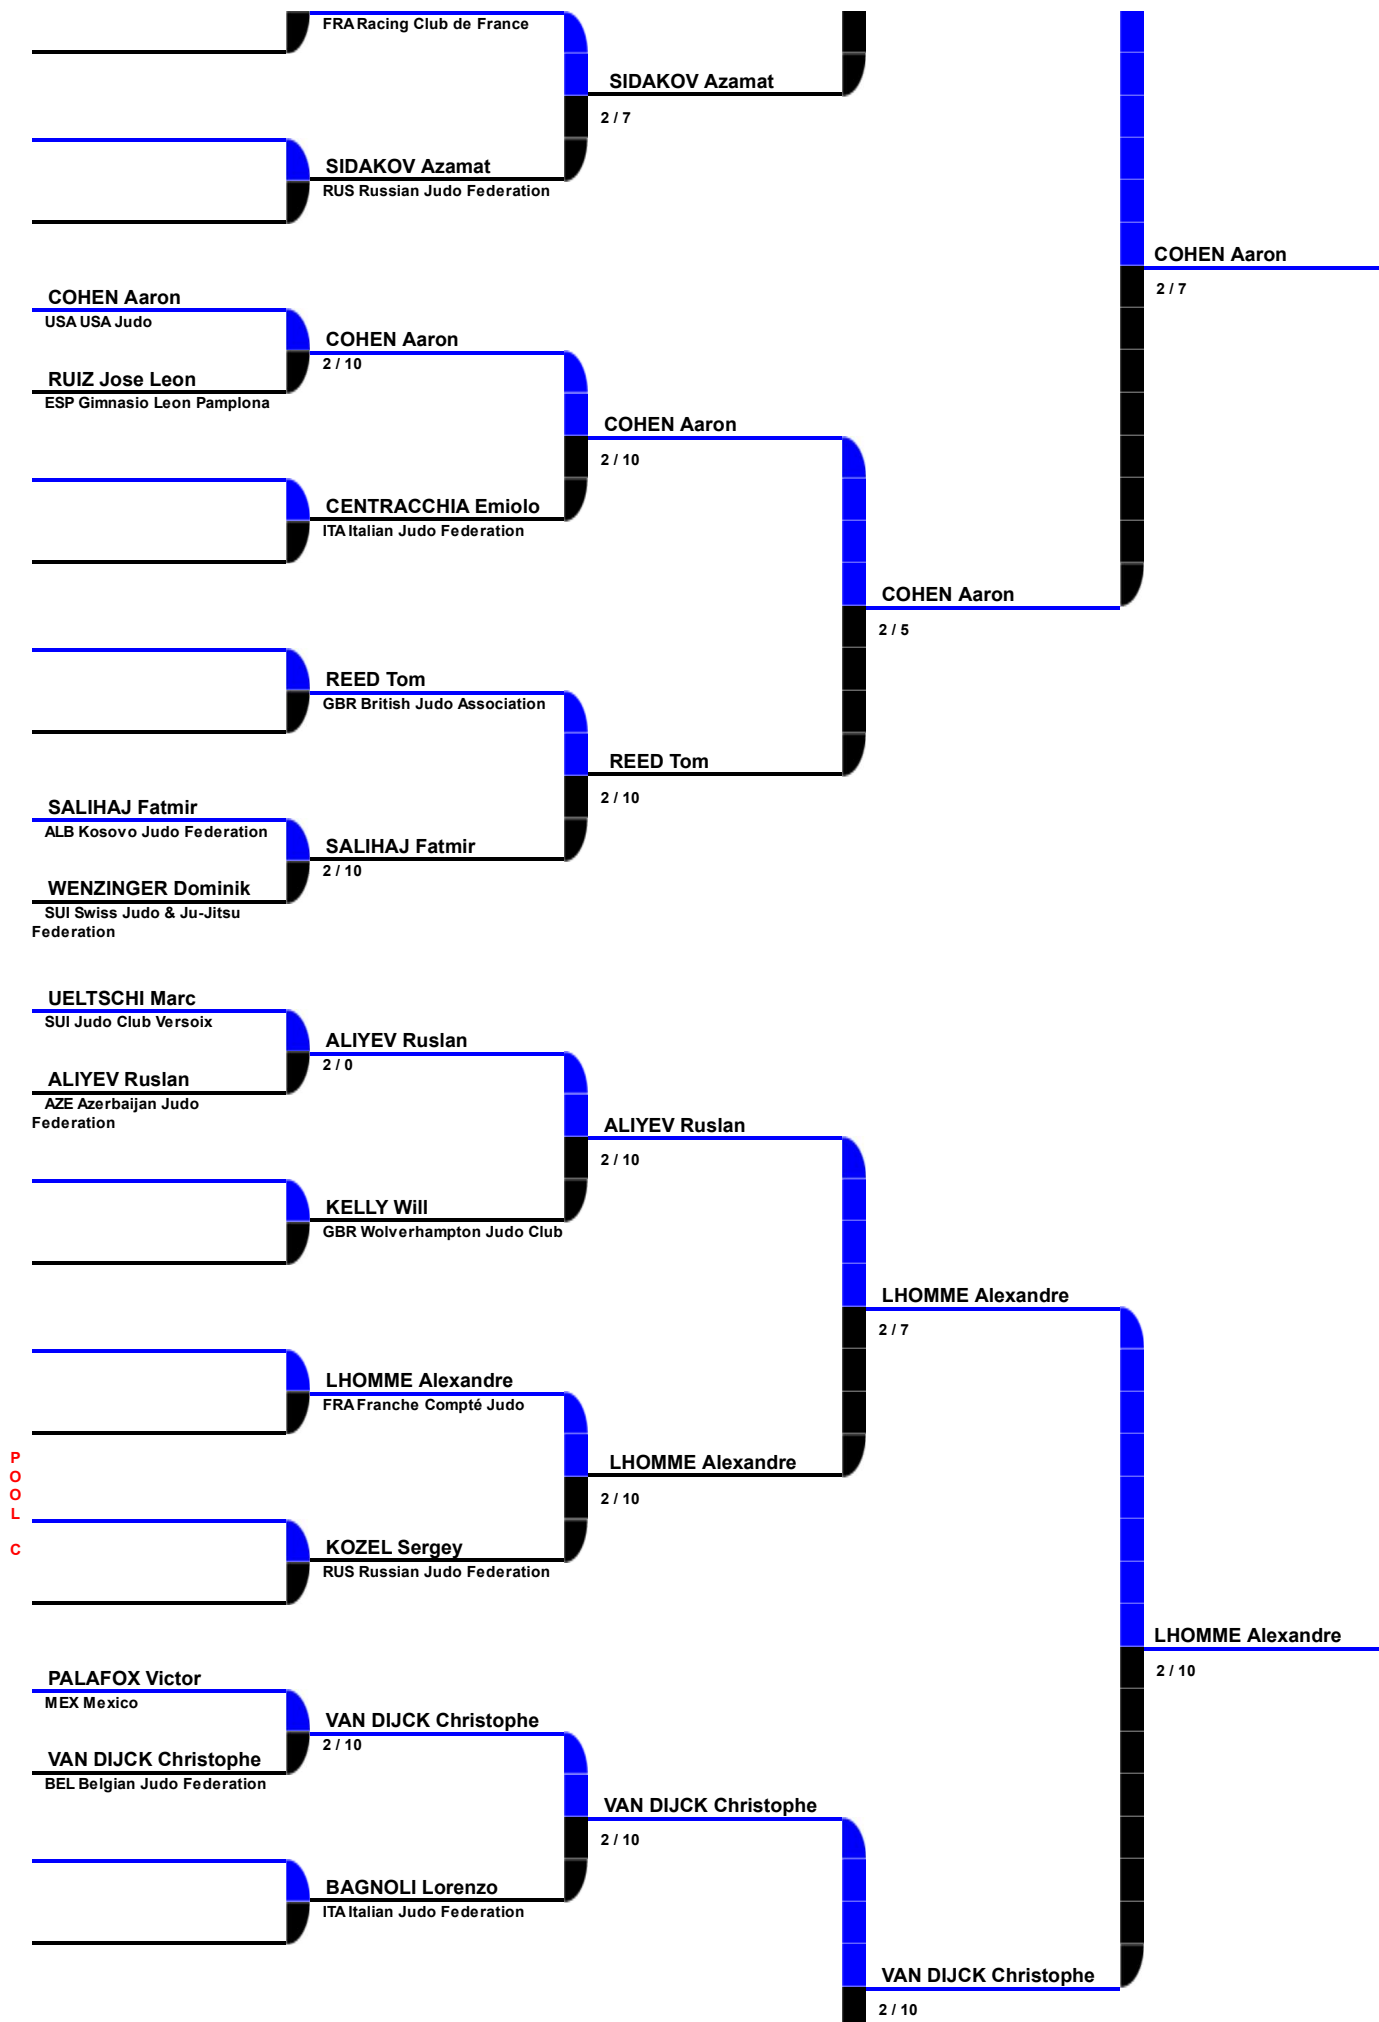 FRA Racing Club de France
SIDAKOV Azamat
2 / 7
SIDAKOV Azamat
RUS Russian Judo Federation
COHEN Aaron
2 / 7
COHEN Aaron
USA USA Judo
COHEN Aaron
2 / 10
RUIZ Jose Leon
ESP Gimnasio Leon Pamplona
COHEN Aaron
2 / 10
CENTRACCHIA Emiolo
ITA Italian Judo Federation
COHEN Aaron
2 / 5
REED Tom
GBR British Judo Association
REED Tom
2 / 10
SALIHAJ Fatmir
ALB Kosovo Judo Federation
SALIHAJ Fatmir
2 / 10
WENZINGER Dominik
SUI Swiss Judo & Ju-Jitsu
Federation
UELTSCHI Marc
SUI Judo Club Versoix
ALIYEV Ruslan
2 / 0
ALIYEV Ruslan
AZE Azerbaijan Judo
Federation
ALIYEV Ruslan
2 / 10
KELLY Will
GBR Wolverhampton Judo Club
LHOMME Alexandre
2 / 7
LHOMME Alexandre
FRA Franche Compté Judo
LHOMME Alexandre
2 / 10
P
O
O
L
C
KOZEL Sergey
RUS Russian Judo Federation
LHOMME Alexandre
2 / 10
PALAFOX Victor
MEX Mexico
VAN DIJCK Christophe
2 / 10
VAN DIJCK Christophe
BEL Belgian Judo Federation
VAN DIJCK Christophe
2 / 10
BAGNOLI Lorenzo
ITA Italian Judo Federation
VAN DIJCK Christophe
2 / 10